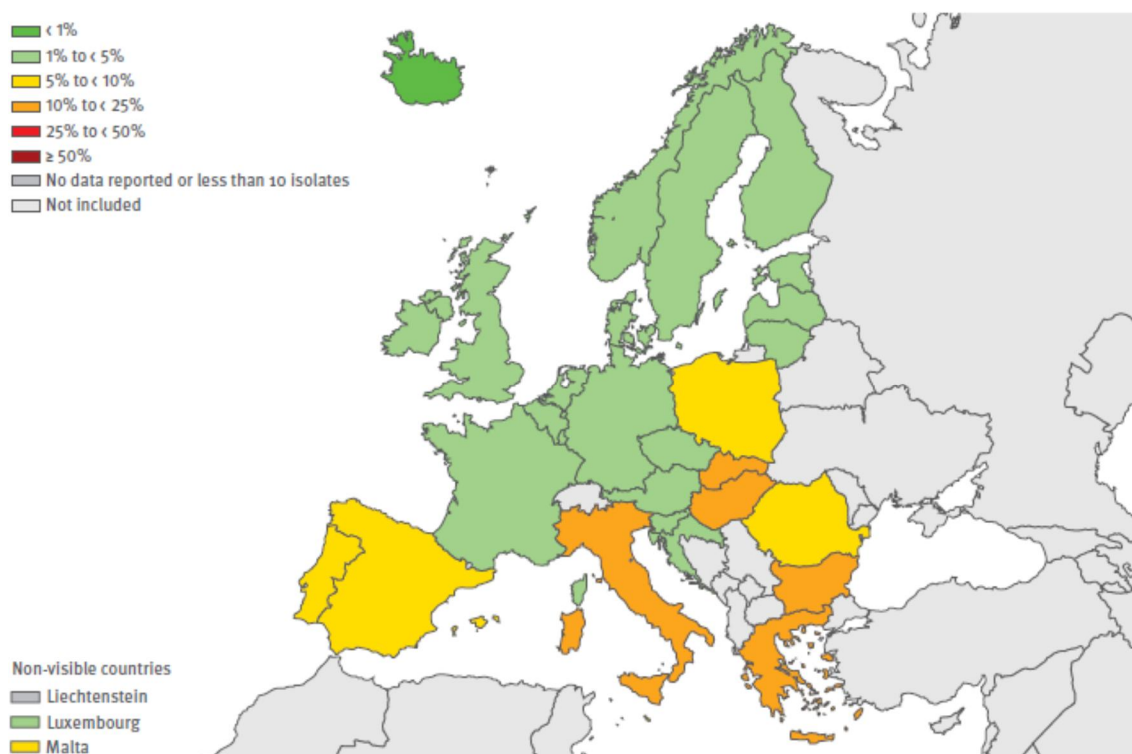 < 1%
1% to < 5%
5% to < 10%
10% to < 25%
25% to < 50%
≥ 50%
No data reported or less than 10 isolates
Not included
Non-visible countries
Liechtenstein
Luxembourg
Malta